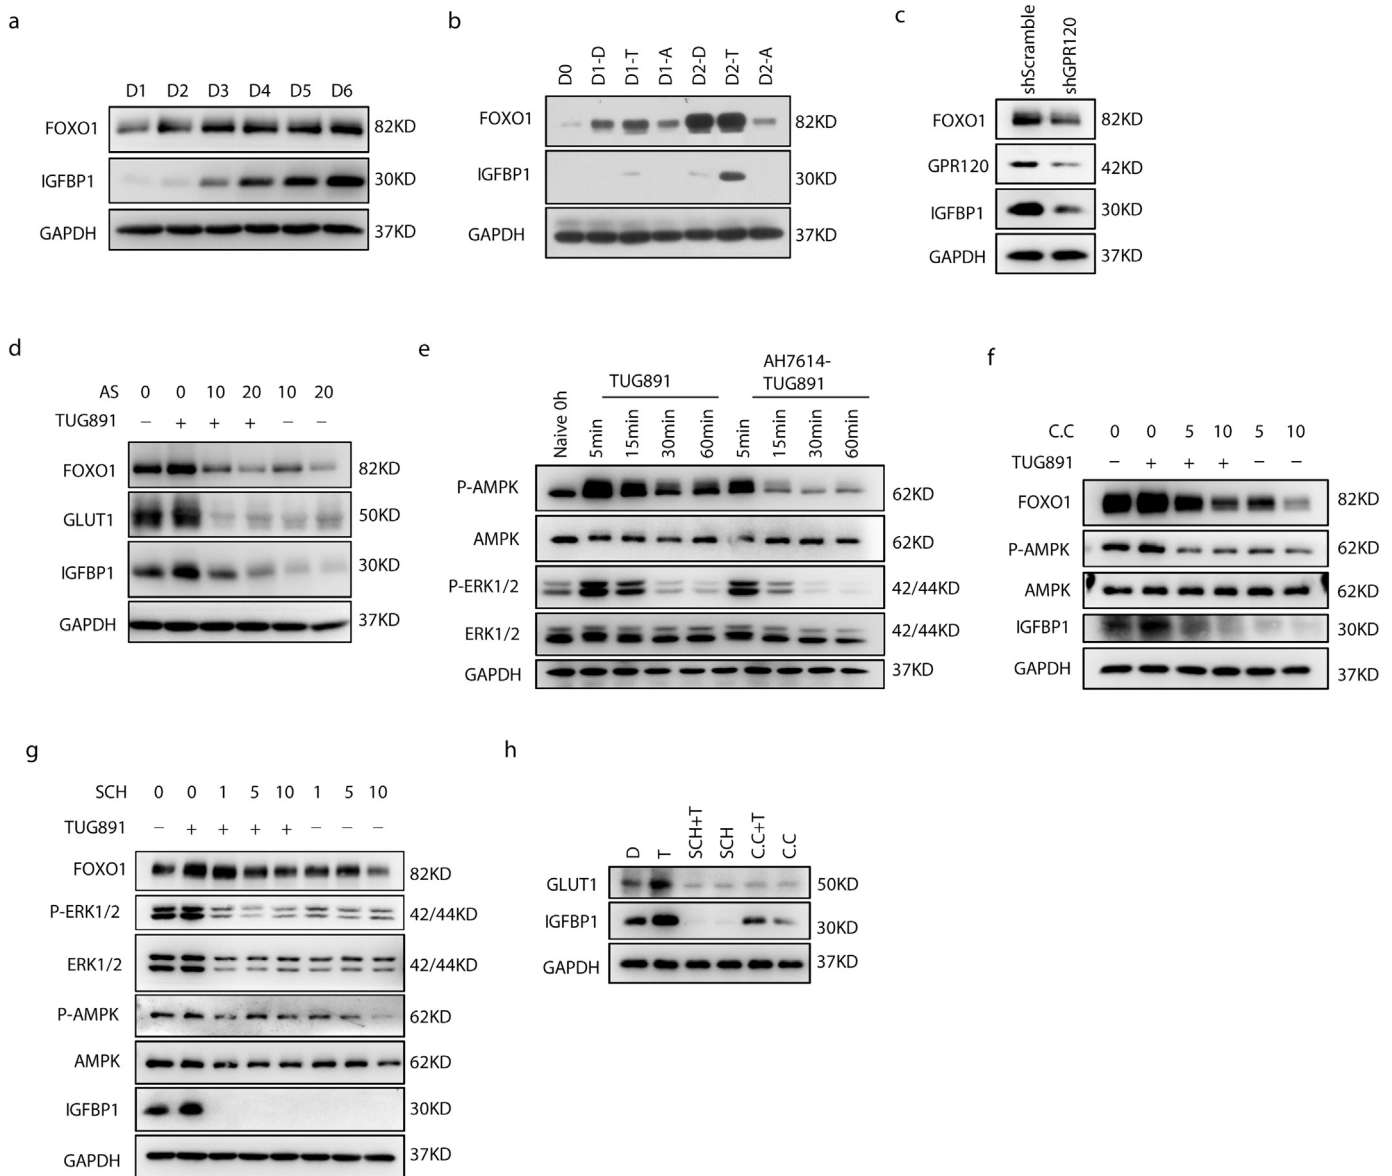 a
D1 D2 D3 D4 D5 D6
FOXO1 82KD
IGFBP1 30KD
GAPDH 37KD
b
D0 D1-D D1-T D1-A D2-D D2-T D2-A
FOXO1 82KD
IGFBP1 30KD
GAPDH 37KD
c
shScramble shGPR120
FOXO1 82KD
GPR120 42KD
IGFBP1 30KD
GAPDH 37KD
d
AS 0 0 10 20 10 20
TUG891 – + + + – –
FOXO1 82KD
GLUT1 50KD
IGFBP1 30KD
GAPDH 37KD
e
TUG891
AH7614-
TUG891
Naive 0h 5min 15min 30min 60min 5min 15min 30min 60min
P-AMPK 62KD
AMPK 62KD
P-ERK1/2 42/44KD
ERK1/2 42/44KD
GAPDH 37KD
f
C.C 0 0 5 10 5 10
TUG891 – + + + – –
FOXO1 82KD
P-AMPK 62KD
AMPK 62KD
IGFBP1 30KD
GAPDH 37KD
g
SCH 0 0 1 5 10 1 5 10
TUG891 – + + + + – – –
FOXO1 82KD
P-ERK1/2 42/44KD
ERK1/2 42/44KD
P-AMPK 62KD
AMPK 62KD
IGFBP1 30KD
GAPDH 37KD
h
D T SCH+T SCH C.C+T C.C
GLUT1 50KD
IGFBP1 30KD
GAPDH 37KD